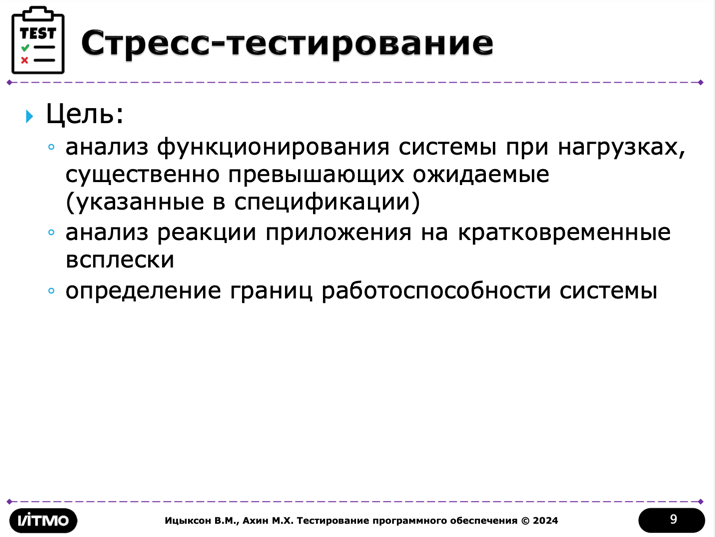 TEST
Стресс-тестирование
Цель:
анализ функционирования системы при нагрузках,
существенно превышающих ожидаемые
(указанные в спецификации)
анализ реакции приложения на кратковременные
всплески
определение границ работоспособности системы
ИТМО
Ицыксон В.М., Ахин М.Х. Тестирование программного обеспечения © 2024
9